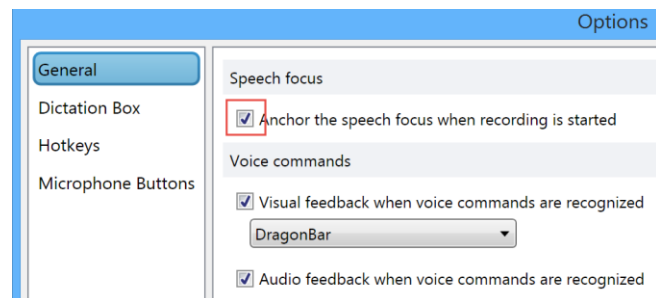 Options
General
Dictation Box
Hotkeys
Microphone Buttons
Speech focus
Anchor the speech focus when recording is started
Voice commands
Visual feedback when voice commands are recognized
DragonBar
Audio feedback when voice commands are recognized